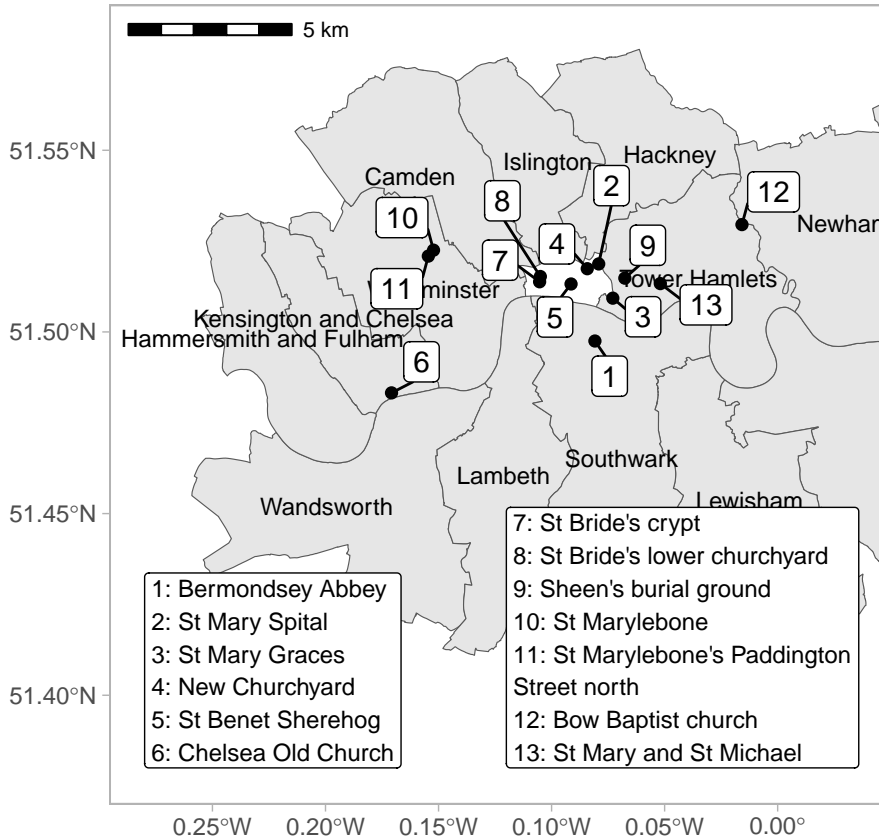 5 km
51.55°N
51.50°N
51.45°N
51.40°N
Hackney
Islington
Camden
Newham
Tower Hamlets
minster
Kensington and Chelsea
Hammersmith and Fulham
Southwark
Lambeth
Wandsworth
Lewisham
2
8
12
10
4
9
7
11
5
3
13
6
1
1: Bermondsey Abbey
2: St Mary Spital
3: St Mary Graces
4: New Churchyard
5: St Benet Sherehog
6: Chelsea Old Church
7: St Bride's crypt
8: St Bride's lower churchyard
9: Sheen's burial ground
10: St Marylebone
11: St Marylebone's Paddington
Street north
12: Bow Baptist church
13: St Mary and St Michael
0.25°W
0.20°W
0.15°W
0.10°W
0.05°W
0.00°